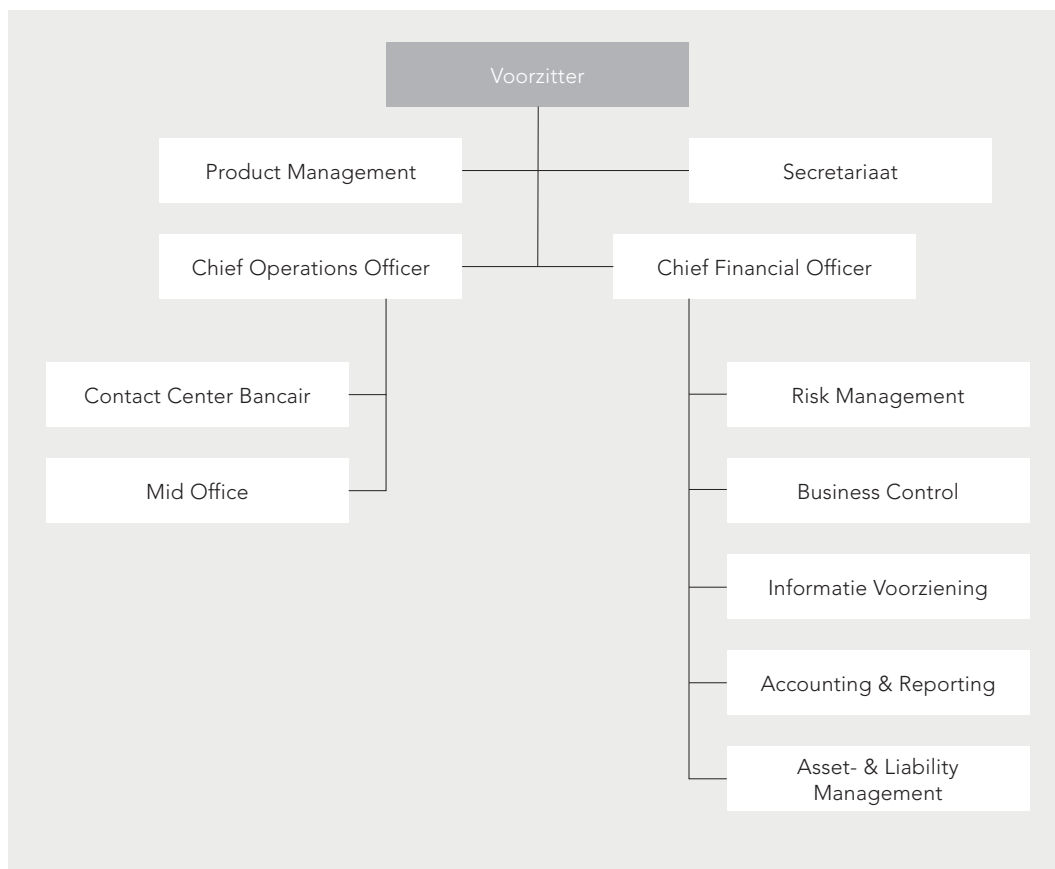 Voorzitter
Product Management
Secretariaat
Chief Operations Officer
Chief Financial Officer
Contact Center Bancair
Risk Management
Mid Office
Business Control
Informatie Voorziening
Accounting & Reporting
Asset- & Liability
Management